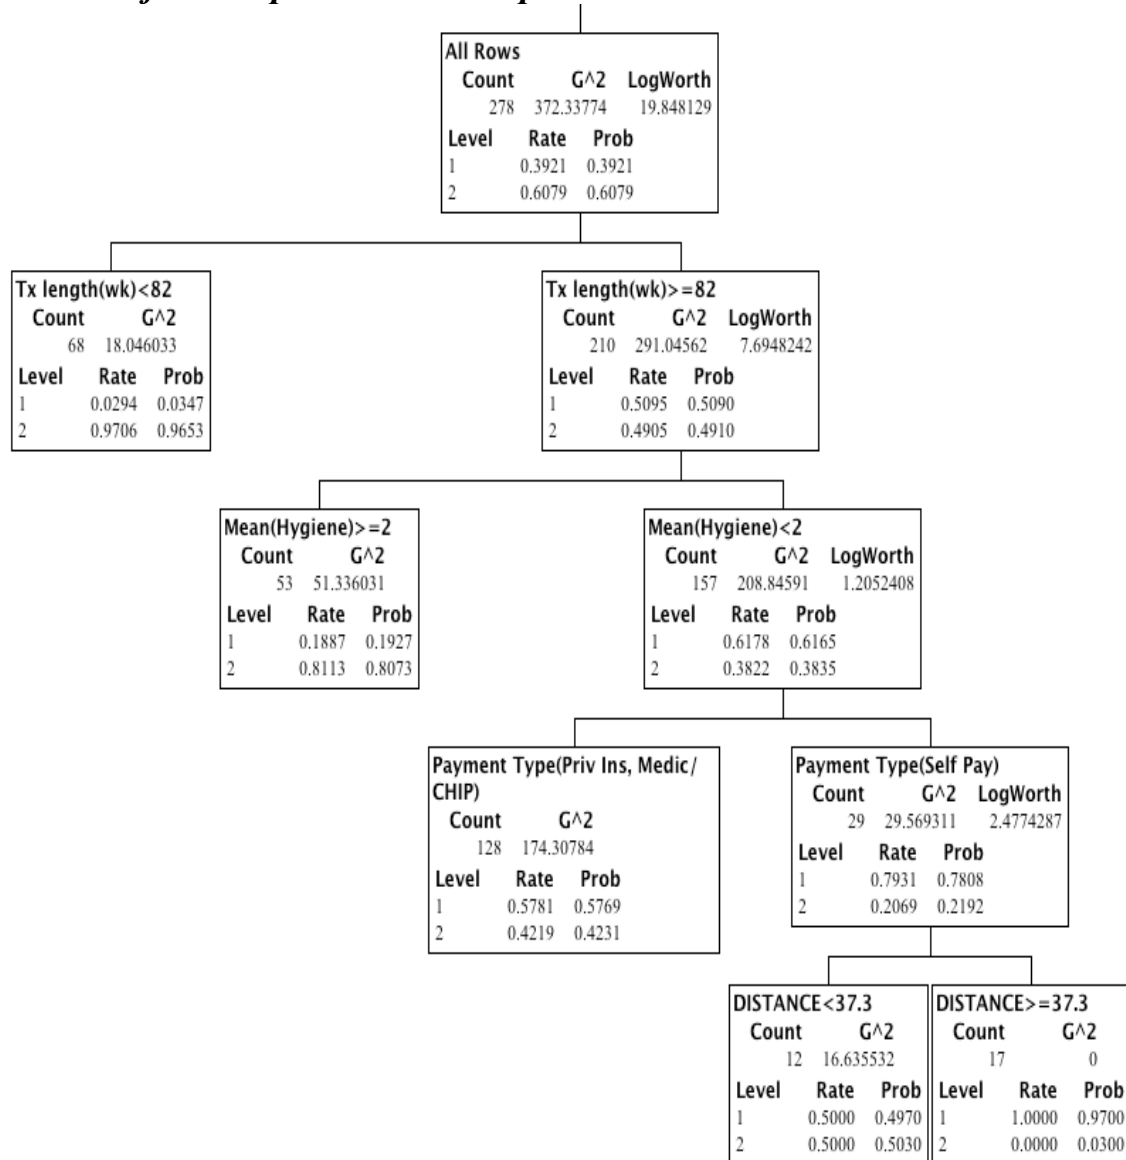 All Rows
Count G^2 LogWorth
278 372.33774 19.848129
Level Rate Prob
1 0.3921 0.3921
2 0.6079 0.6079
Tx length(wk)<82
Count G^2
68 18.046033
Level Rate Prob
1 0.0294 0.0347
2 0.9706 0.9653
Tx length(wk)>=82
Count G^2 LogWorth
210 291.04562 7.6948242
Level Rate Prob
1 0.5095 0.5090
2 0.4905 0.4910
Mean(Hygiene)>=2
Count G^2
53 51.336031
Level Rate Prob
1 0.1887 0.1927
2 0.8113 0.8073
Mean(Hygiene)<2
Count G^2 LogWorth
157 208.84591 1.2052408
Level Rate Prob
1 0.6178 0.6165
2 0.3822 0.3835
Payment Type(Priv Ins, Medic/
CHIP)
Count G^2
128 174.30784
Level Rate Prob
1 0.5781 0.5769
2 0.4219 0.4231
Payment Type(Self Pay)
Count G^2 LogWorth
29 29.569311 2.4774287
Level Rate Prob
1 0.7931 0.7808
2 0.2069 0.2192
DISTANCE<37.3
Count G^2
12 16.635532
Level Rate Prob
1 0.5000 0.4970
2 0.5000 0.5030
DISTANCE>=37.3
Count G^2
17 0
Level Rate Prob
1 1.0000 0.9700
2 0.0000 0.0300